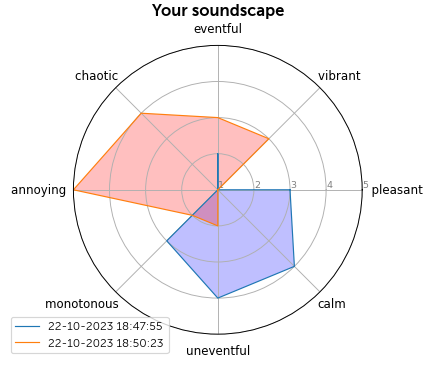 Your soundscape
eventful
chaotic
vibrant
annoying
1
2
3
4
5
pleasant
monotonous
calm
22-10-2023 18:47:55
22-10-2023 18:50:23
uneventful